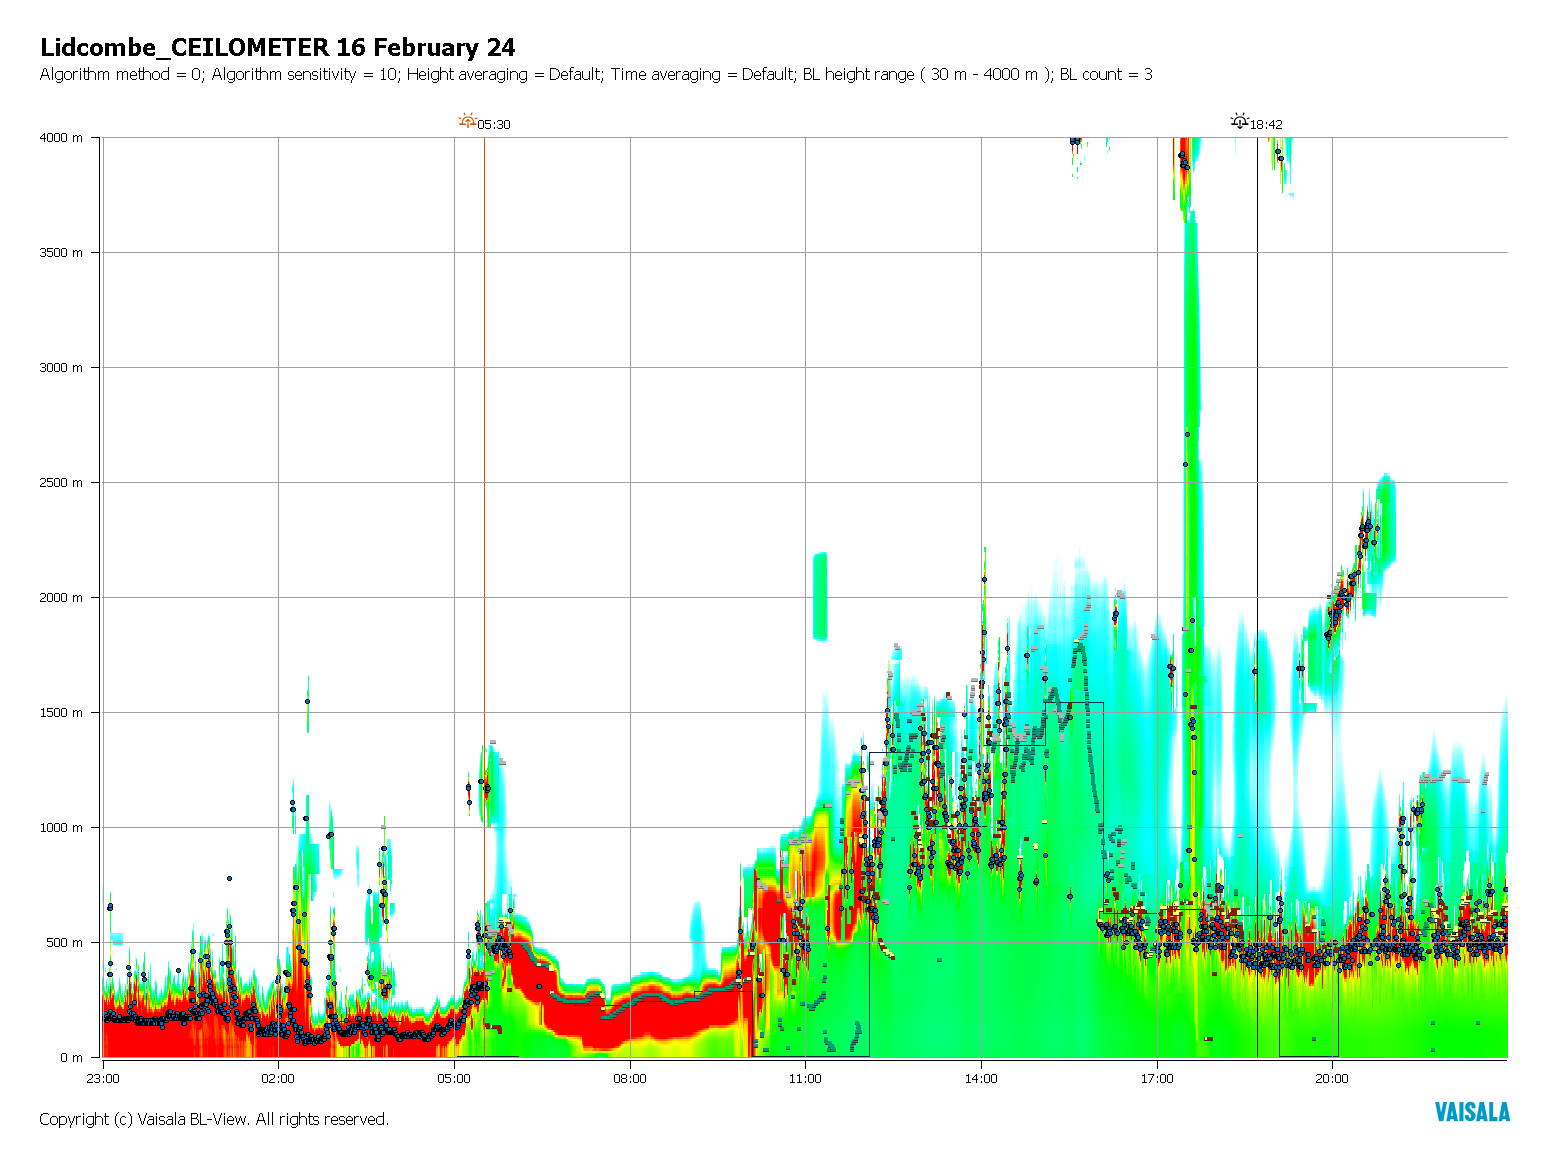 Lidcombe_CEILOMETER 16 February 24
Algorithm method = 0; Algorithm sensitivity = 10; Height averaging = Default; Time averaging = Default; BL height range ( 30 m - 4000 m ); BL count = 3
05:30
18:42
4000 m
3500 m
3000 m
2500 m
2000 m
1500 m
1000 m
500 m
0 m
23:00
02:00
05:00
08:00
11:00
14:00
17:00
20:00
Copyright (c) Vaisala BL-View. All rights reserved.
VAISALA